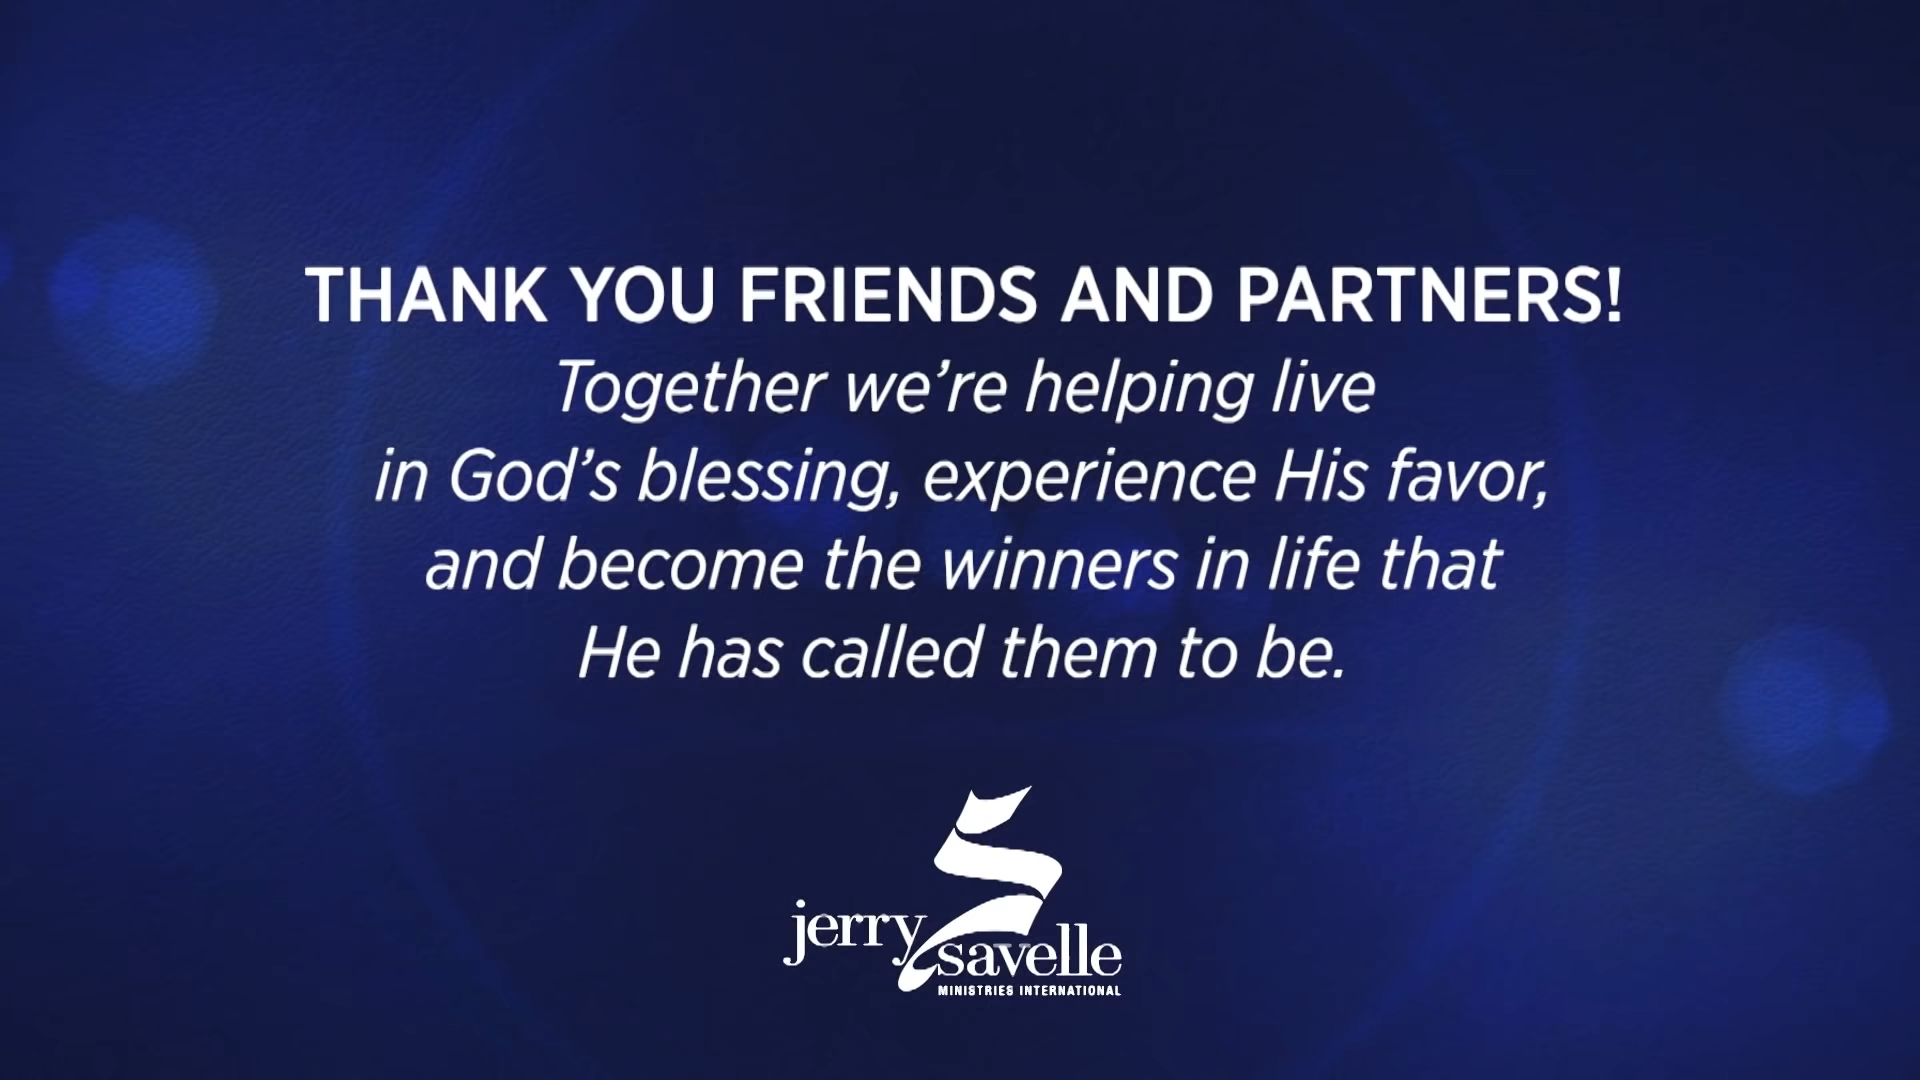 THANK YOU FRIENDS AND PARTNERS!
Together we’re helping live
in God’s blessing, experience His favor,
and become the winners in life that
He has called them to be.
jerry savelle
MINISTRIES INTERNATIONAL